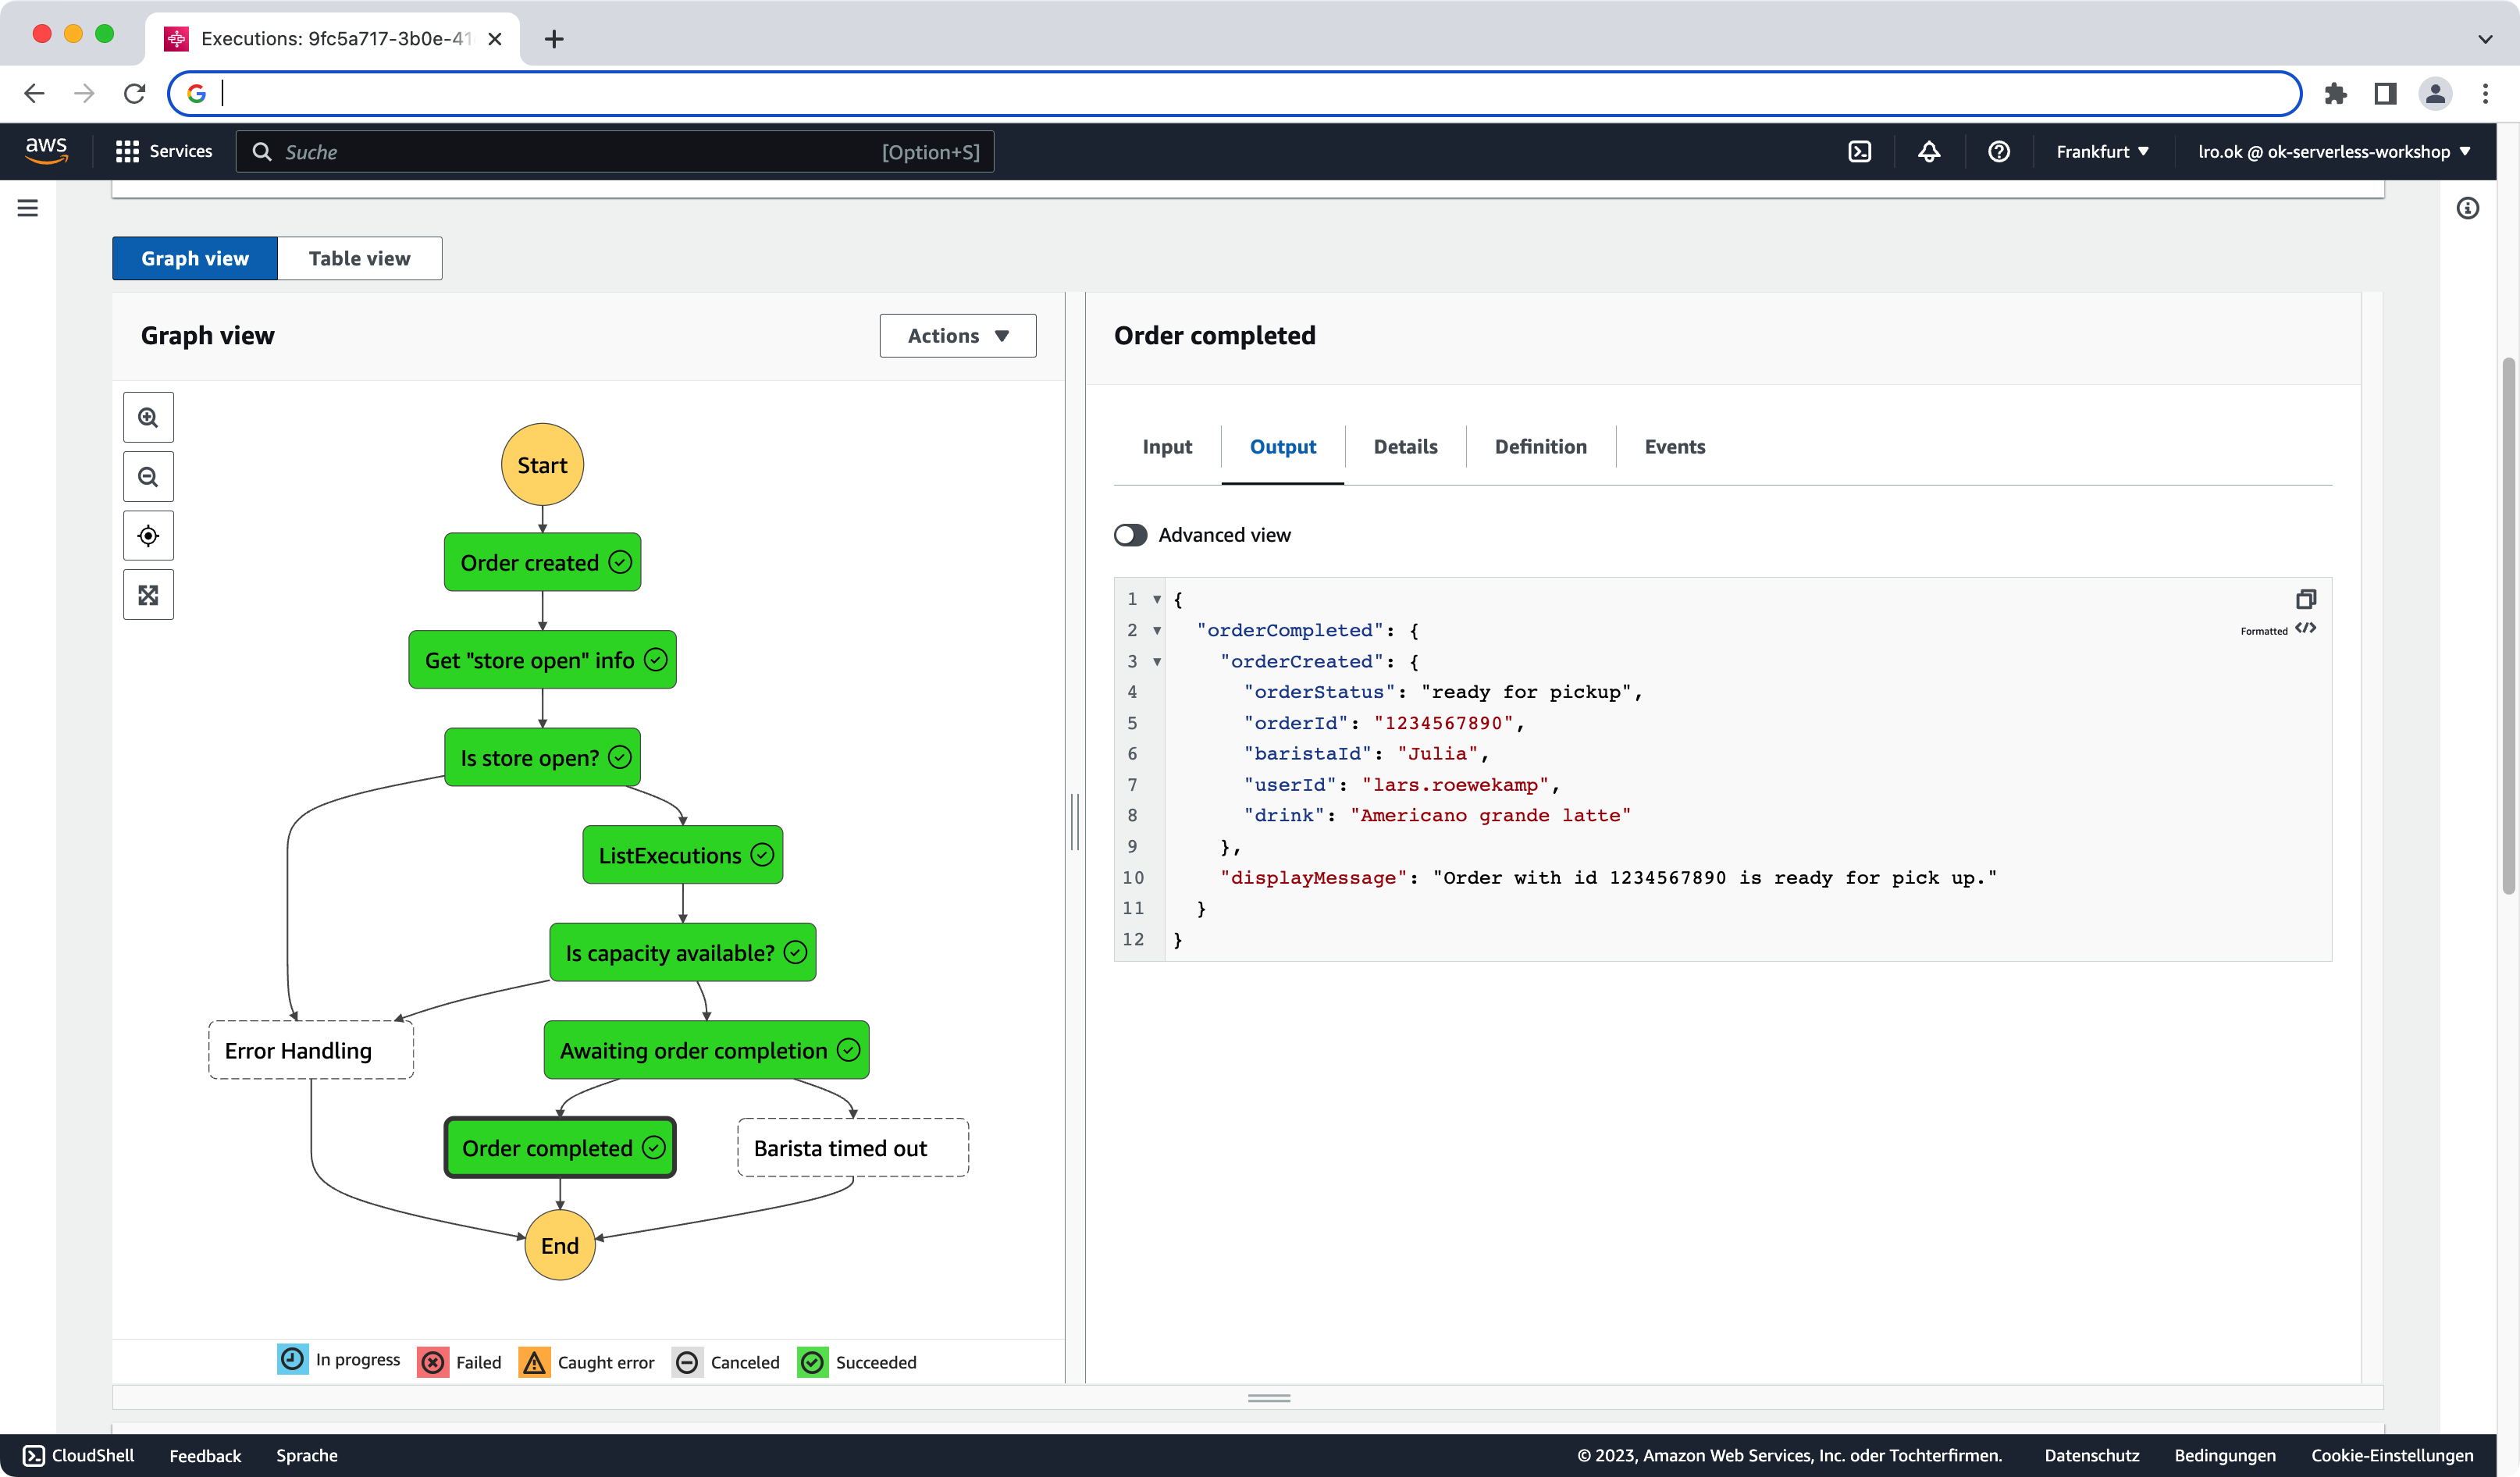 Executions: 9fc5a717-3b0e-41
aws
Services
Suche
[Option+S]
Frankfurt
lro.ok @ ok-serverless-workshop
Graph view
Table view
Graph view
Actions
Start
Order created
Get "store open" info
Is store open?
ListExecutions
Is capacity available?
Error Handling
Awaiting order completion
Order completed
Barista timed out
End
In progress
Failed
Caught error
Canceled
Succeeded
Order completed
Input
Output
Details
Definition
Events
Advanced view
Formatted
1 {
2 "orderCompleted": {
3 "orderCreated": {
4 "orderStatus": "ready for pickup",
5 "orderId": "1234567890",
6 "baristaId": "Julia",
7 "userId": "lars.roewekamp",
8 "drink": "Americano grande latte"
9 },
10 "displayMessage": "Order with id 1234567890 is ready for pick up."
11 }
12 }
CloudShell
Feedback
Sprache
© 2023, Amazon Web Services, Inc. oder Tochterfirmen.
Datenschutz
Bedingungen
Cookie-Einstellungen